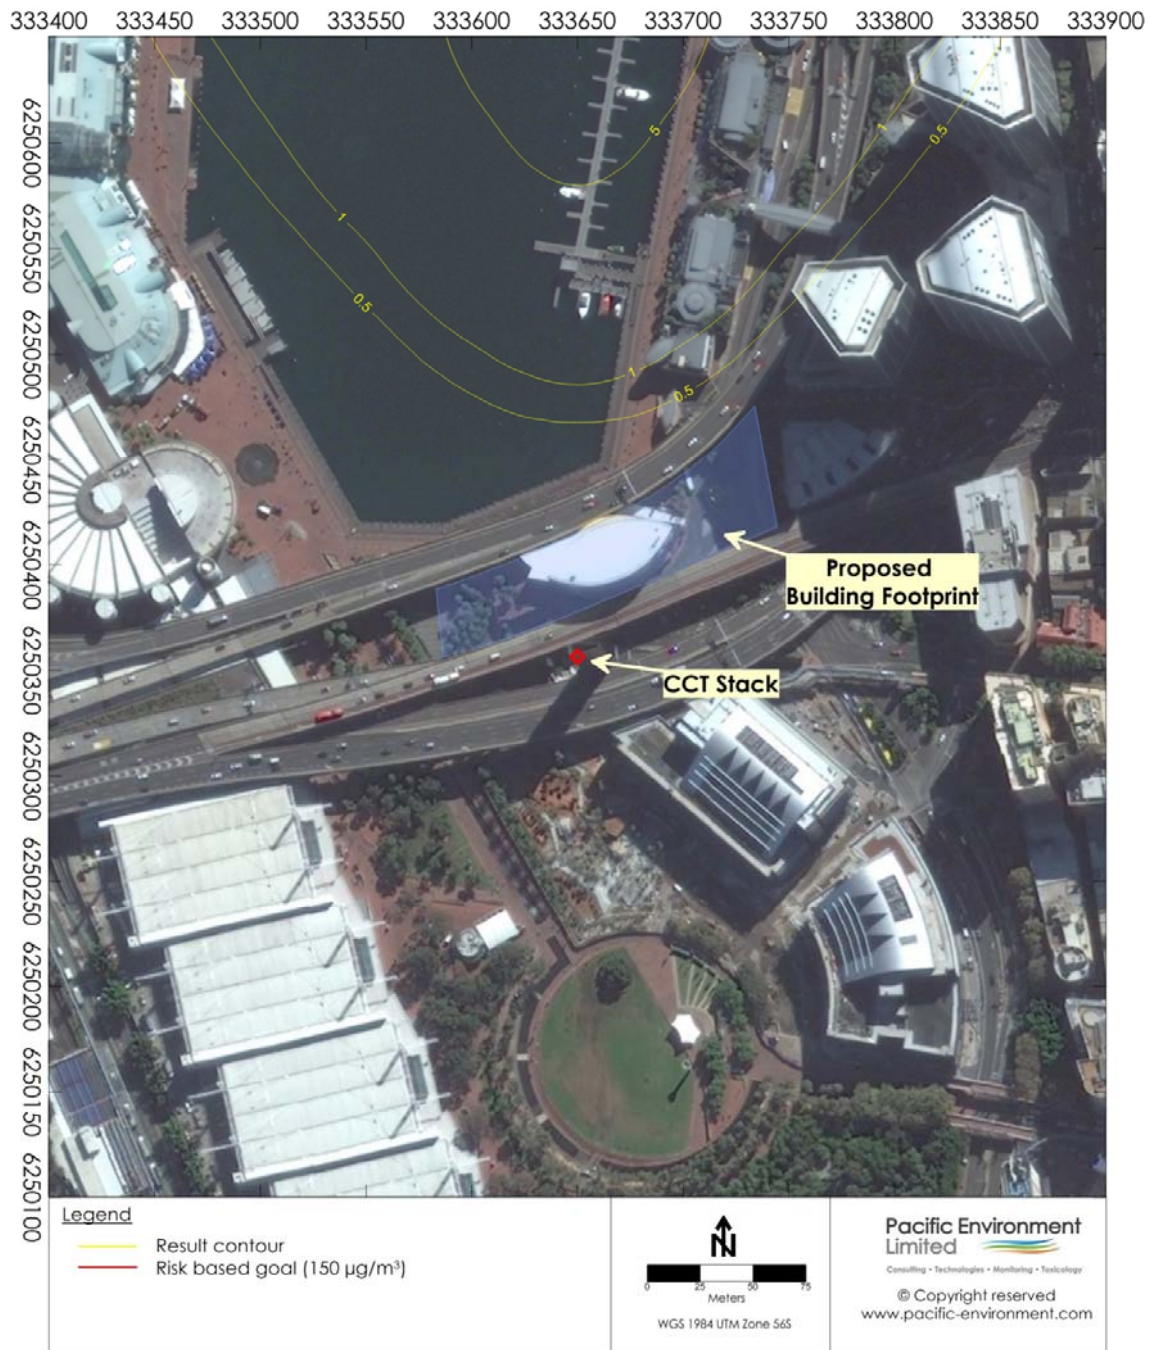 333400 333450 333500 333550 333600 333650 333700 333750 333800 333850 333900
6250600
6250550
6250500
6250450
6250400
6250350
6250300
6250250
6250200
6250150
6250100
5
1
0.5
1
0.5
1
0.5
Proposed
Building Footprint
CCT Stack
Legend
Result contour
Risk based goal (150 µg/m³)
N
0 25 50 75
Meters
WGS 1984 UTM Zone 56S
Pacific Environment
Limited
Consulting • Technologies • Monitoring • Toxicology
© Copyright reserved
www.pacific-environment.com